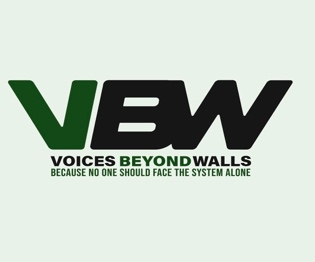 VBW
VOICES BEYOND WALLS
BECAUSE NO ONE SHOULD FACE THE SYSTEM ALONE